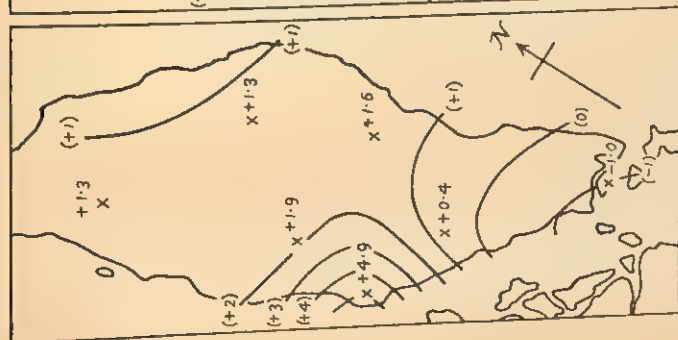 (+1)
(+1)
x+1·3
N
x+1·6
(+1)
(0)
+1·3
x
x+1·9
x+0·4
x-1·0
(-1)
(+2)
(+3)
(+4)
x+4·9